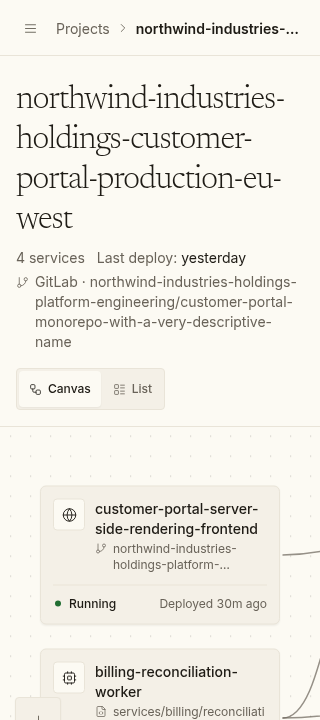 Projects > northwind-industries-...
northwind-industries-
holdings-customer-
portal-production-eu-
west
4 services Last deploy: yesterday
GitLab · northwind-industries-holdings-
platform-engineering/customer-portal-
monorepo-with-a-very-descriptive-
name
Canvas List
customer-portal-server-
side-rendering-frontend
northwind-industries-
holdings-platform-...
Running Deployed 30m ago
billing-reconciliation-
worker
services/billing/reconciliati